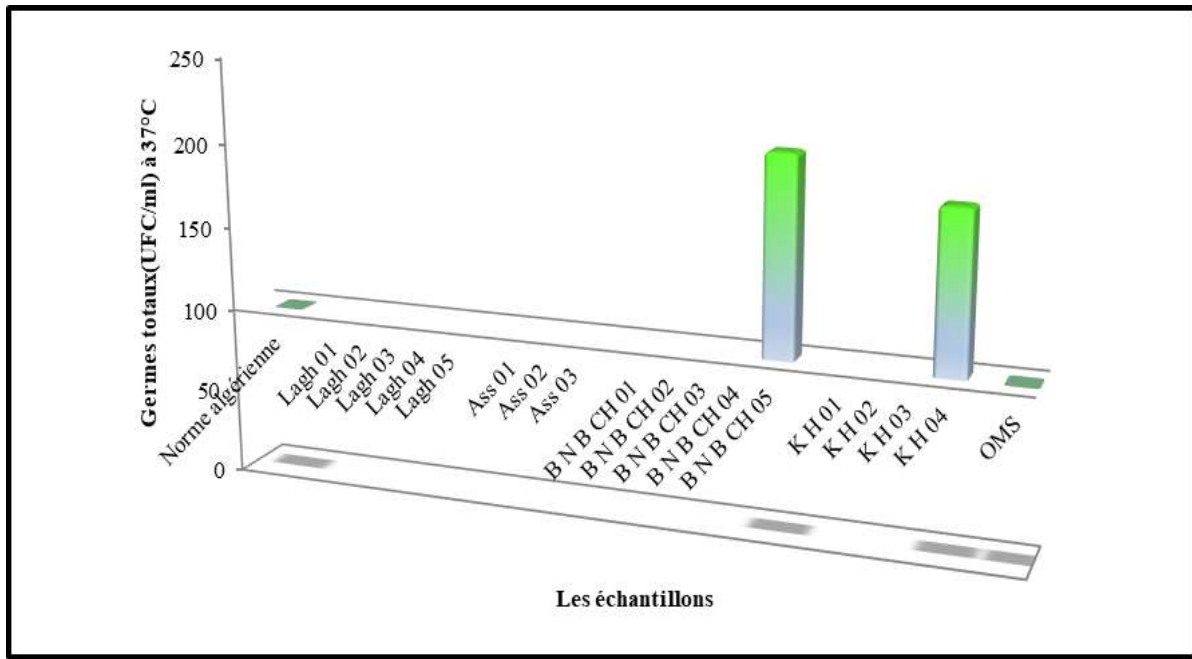 Germes totaux(UFC/ml) à 37°C
250
200
150
100
50
0
Norme algérienne
Lagh 01
Lagh 02
Lagh 03
Lagh 04
Lagh 05
Ass 01
Ass 02
Ass 03
B N B CH 01
B N B CH 02
B N B CH 03
B N B CH 04
B N B CH 05
K H 01
K H 02
K H 03
K H 04
OMS
Les échantillons